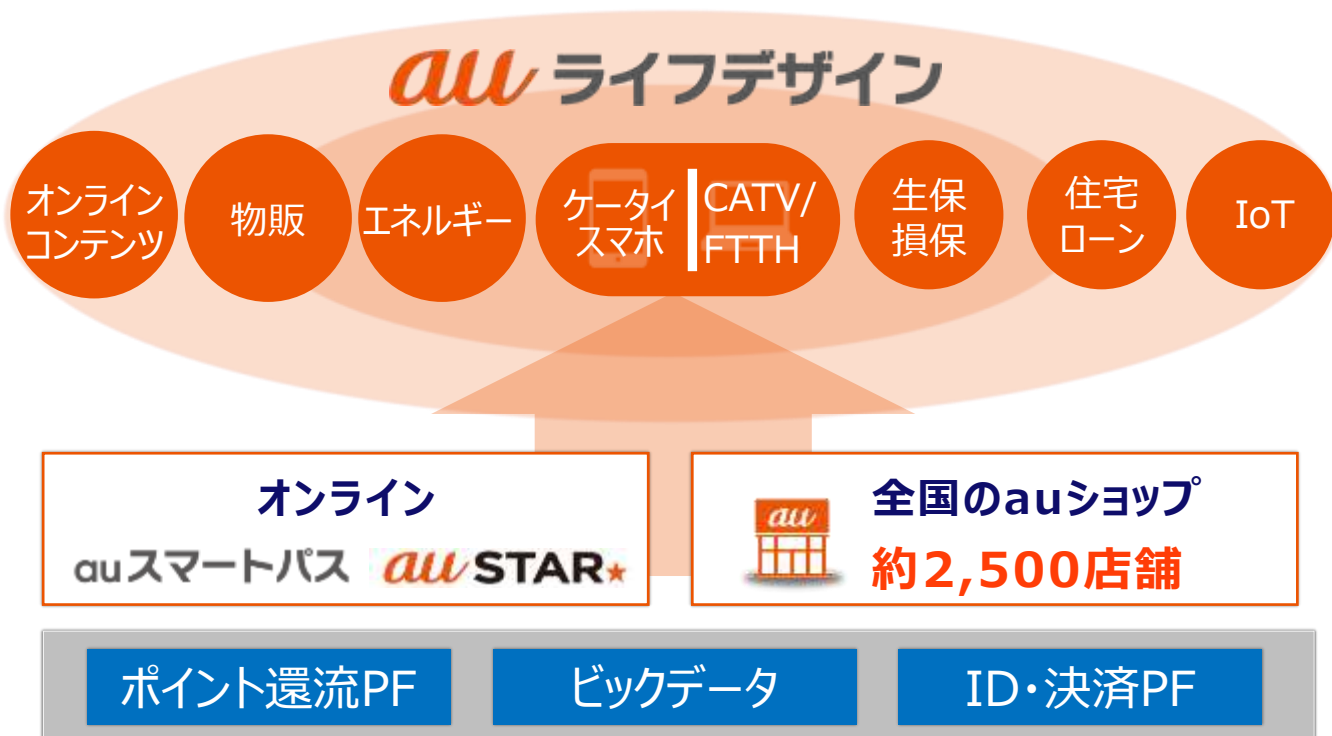 au ライフデザイン
オンライン
コンテンツ
物販
エネルギー
ケータイ
スマホ
CATV/
FTTH
生保
損保
住宅
ローン
IoT
オンライン
auスマートパス au STAR★
au
全国のauショップ
約2,500店舗
ポイント還流PF
ビックデータ
ID・決済PF